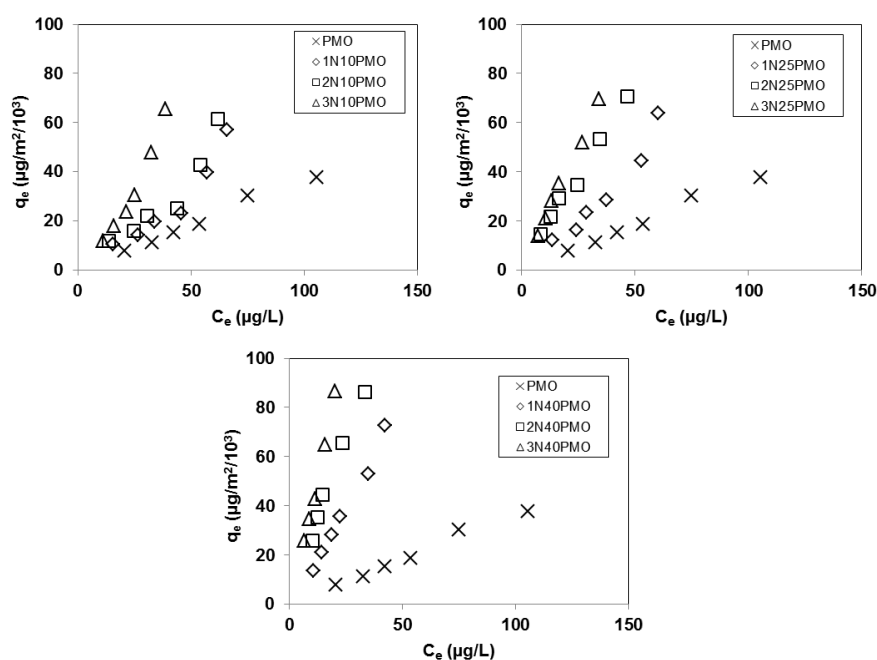 100
80
60
40
20
0
qₑ (µg/m²/10³)
0 50 100 150
Cₑ (µg/L)
PMO
1N10PMO
2N10PMO
3N10PMO
100
80
60
40
20
0
qₑ (µg/m²/10³)
0 50 100 150
Cₑ (µg/L)
PMO
1N25PMO
2N25PMO
3N25PMO
100
80
60
40
20
0
qₑ (µg/m²/10³)
0 50 100 150
Cₑ (µg/L)
PMO
1N40PMO
2N40PMO
3N40PMO